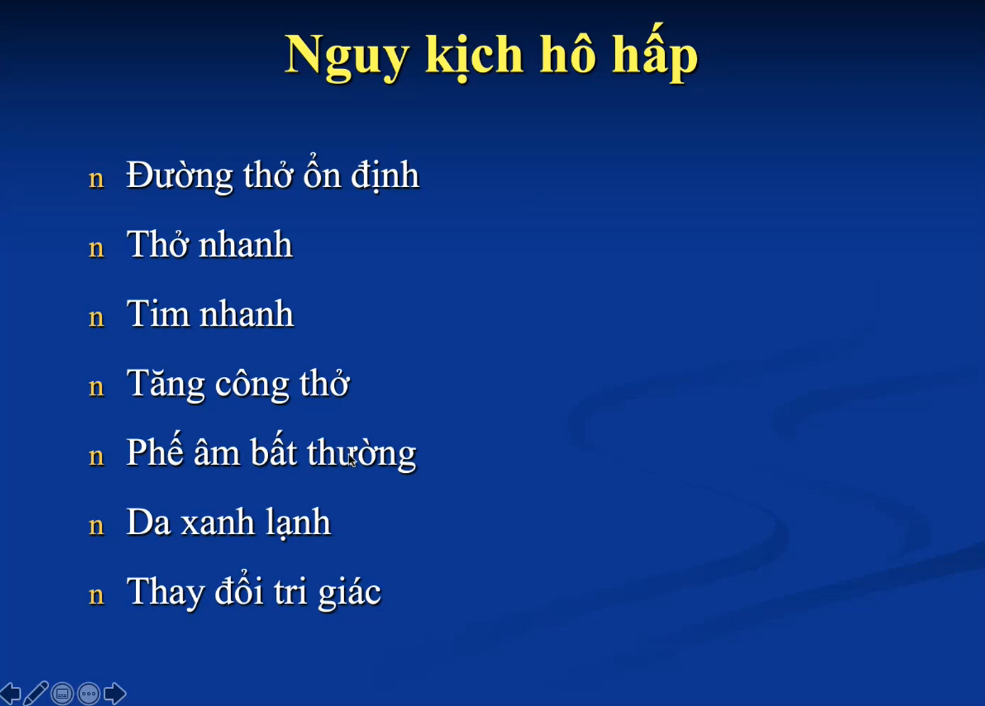 Nguy kịch hô hấp
n Đường thở ổn định
n Thở nhanh
n Tim nhanh
n Tăng công thở
n Phế âm bất thường
n Da xanh lạnh
n Thay đổi tri giác